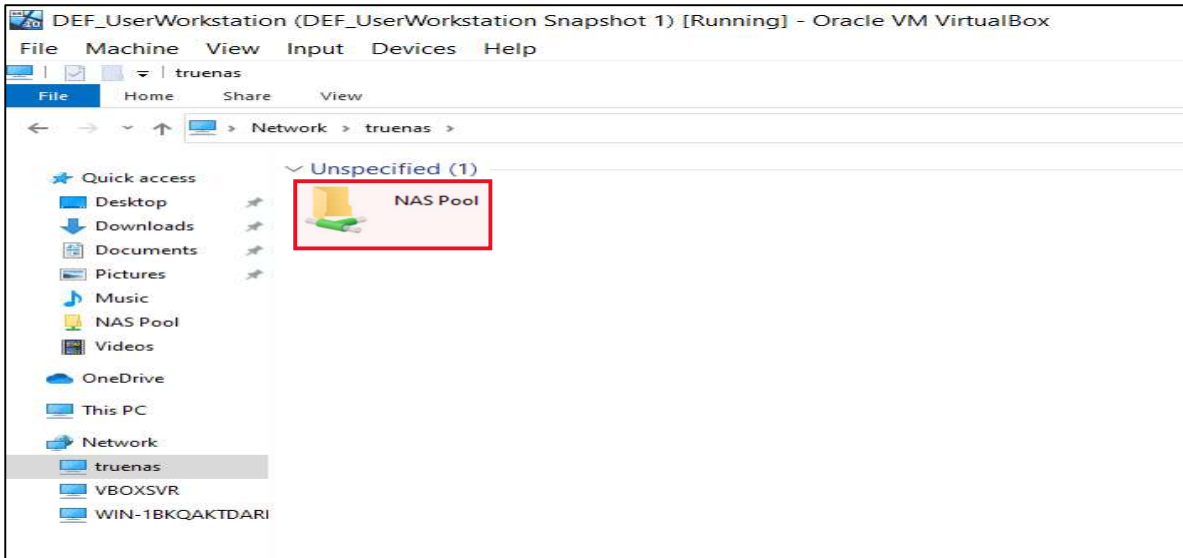 DEF_UserWorkstation (DEF_UserWorkstation Snapshot 1) [Running] - Oracle VM VirtualBox
File Machine View Input Devices Help
truenas
File Home Share View
Network > truenas >
Quick access
Desktop
Downloads
Documents
Pictures
Music
NAS Pool
Videos
OneDrive
This PC
Network
truenas
VBOXSVR
WIN-1BKQAKTDARI
Unspecified (1)
NAS Pool